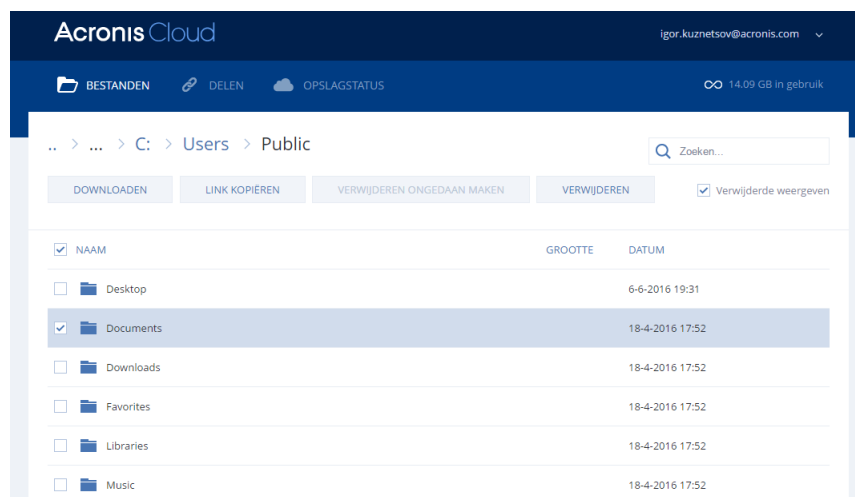 Acronis Cloud
igor.kuznetsov@acronis.com
BESTANDEN DELEN OPSLAGSTATUS 14.09 GB in gebruik
.. > ... > C: > Users > Public
Zoeken...
DOWNLOADEN LINK KOPIËREN VERWIJDEREN ONGEDAAN MAKEN VERWIJDEREN Verwijderde weergeven
NAAM GROOTTE DATUM
Desktop 6-6-2016 19:31
Documents 18-4-2016 17:52
Downloads 18-4-2016 17:52
Favorites 18-4-2016 17:52
Libraries 18-4-2016 17:52
Music 18-4-2016 17:52